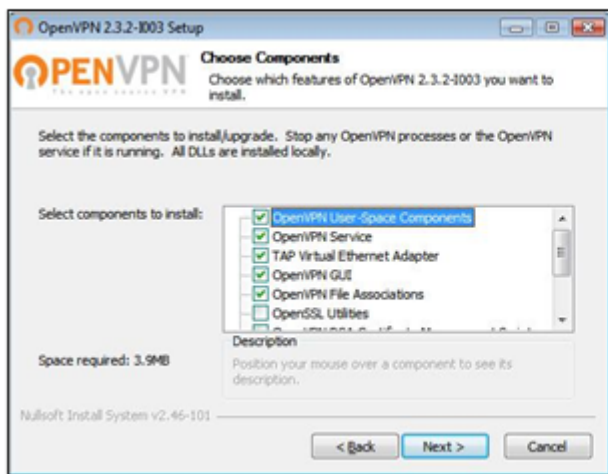 OpenVPN 2.3.2-I003 Setup
OPENVPN
The open source VPN
Choose Components
Choose which features of OpenVPN 2.3.2-I003 you want to
install.
Select the components to install/upgrade. Stop any OpenVPN processes or the OpenVPN
service if it is running. All DLLs are installed locally.
Select components to install:
OpenVPN User-Space Components
OpenVPN Service
TAP Virtual Ethernet Adapter
OpenVPN GUI
OpenVPN File Associations
OpenSSL Utilities
Space required: 3.9MB
Description
Position your mouse over a component to see its
description.
Nullsoft Install System v2.46-101
< Back
Next >
Cancel